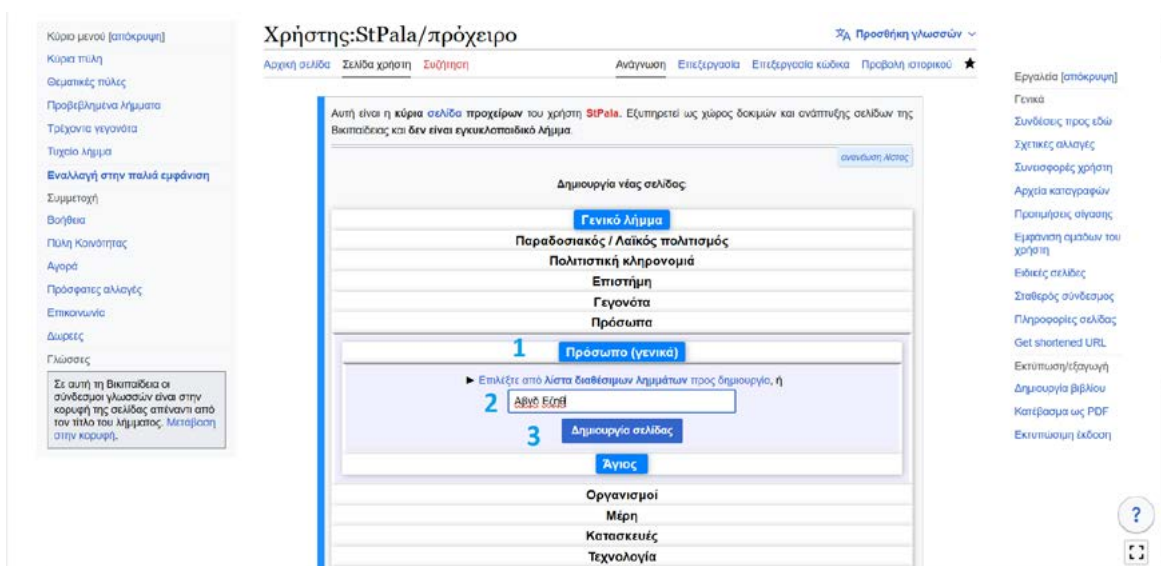 Κύριο μενού [απόκρυψη]
Κύρια πύλη
Θεματικές πύλες
Προβεβλημένα λήμματα
Τρέχοντα γεγονότα
Τυχαίο λήμμα
Εναλλαγή στην παλιά εμφάνιση
Συμμετοχή
Βοήθεια
Πύλη Κοινότητας
Αγορά
Πρόσφατες αλλαγές
Επικοινωνία
Δωρεές
Γλώσσες
Σε αυτή τη Βικιπαίδεια οι
σύνδεσμοι γλωσσών είναι στην
κορυφή της σελίδας απέναντι από
τον τίτλο του λήμματος. Μετάβαση
στην κορυφή.
Χρήστης:StPala/πρόχειρο
Προσθήκη γλωσσών
Αρχική σελίδα Σελίδα χρήστη Συζήτηση Ανάγνωση Επεξεργασία Επεξεργασία κώδικα Προβολή ιστορικού
Αυτή είναι η κύρια σελίδα προχείρων του χρήστη StPala. Εξυπηρετεί ως χώρος δοκιμών και ανάπτυξης σελίδων της
Βικιπαίδειας και δεν είναι εγκυκλοπαιδικό λήμμα.
ανανέωση λίστας
Δημιουργία νέας σελίδας:
Γενικό λήμμα
Παραδοσιακός / Λαϊκός πολιτισμός
Πολιτιστική κληρονομιά
Επιστήμη
Γεγονότα
Πρόσωπα
1 Πρόσωπο (γενικά)
► Επιλέξτε από λίστα διαθέσιμων λημμάτων προς δημιουργία, ή
2 Αβγδ Εζηθ
3 Δημιουργία σελίδας
Άγιος
Οργανισμοί
Μέρη
Κατασκευές
Τεχνολογία
Εργαλεία [απόκρυψη]
Γενικά
Συνδέσεις προς εδώ
Σχετικές αλλαγές
Συνεισφορές χρήστη
Αρχεία καταγραφών
Προτιμήσεις σίγασης
Εμφάνιση ομάδων του
χρήστη
Ειδικές σελίδες
Σταθερός σύνδεσμος
Πληροφορίες σελίδας
Get shortened URL
Εκτύπωση/εξαγωγή
Δημιουργία βιβλίου
Κατέβασμα ως PDF
Εκτυπώσιμη έκδοση
?